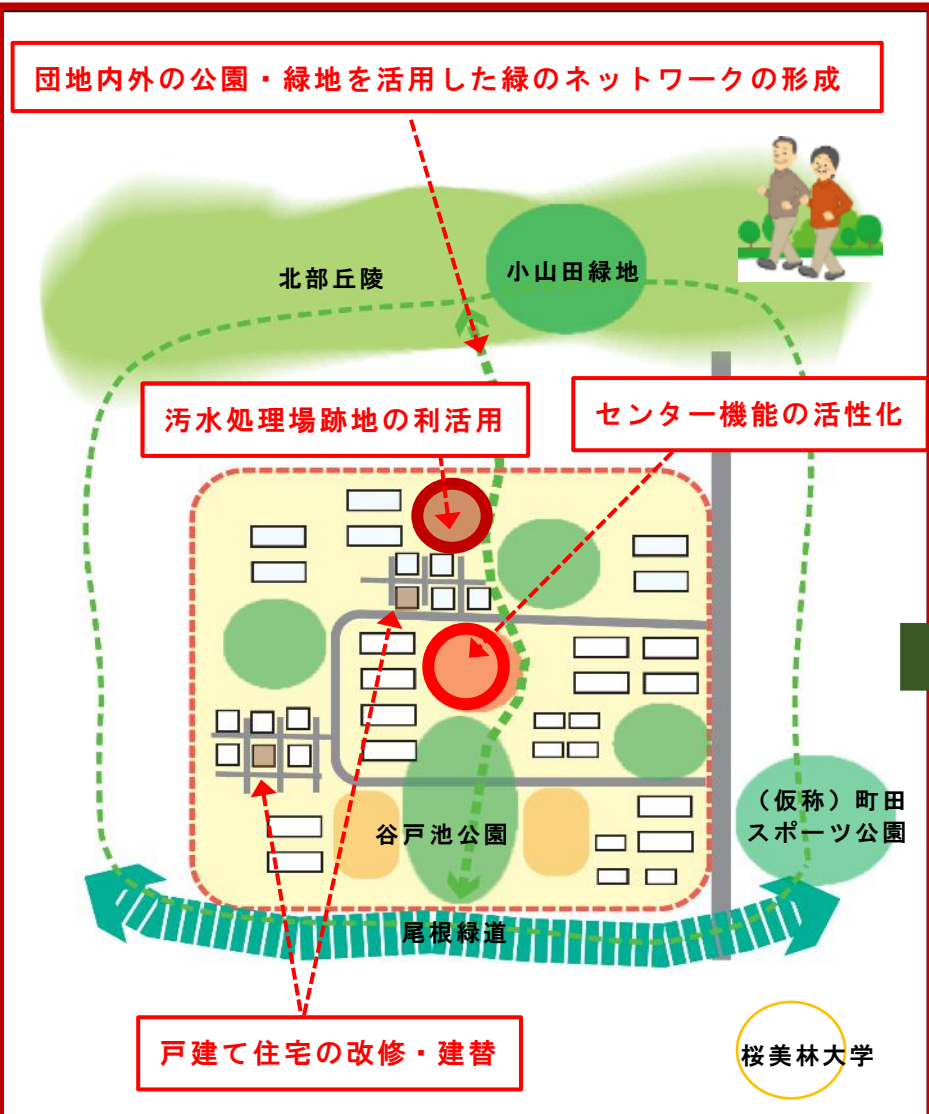 団地内外の公園・緑地を活用した緑のネットワークの形成
北部丘陵
小山田緑地
汚水処理場跡地の利活用
センター機能の活性化
谷戸池公園
（仮称）町田
スポーツ公園
尾根緑道
戸建て住宅の改修・建替
桜美林大学